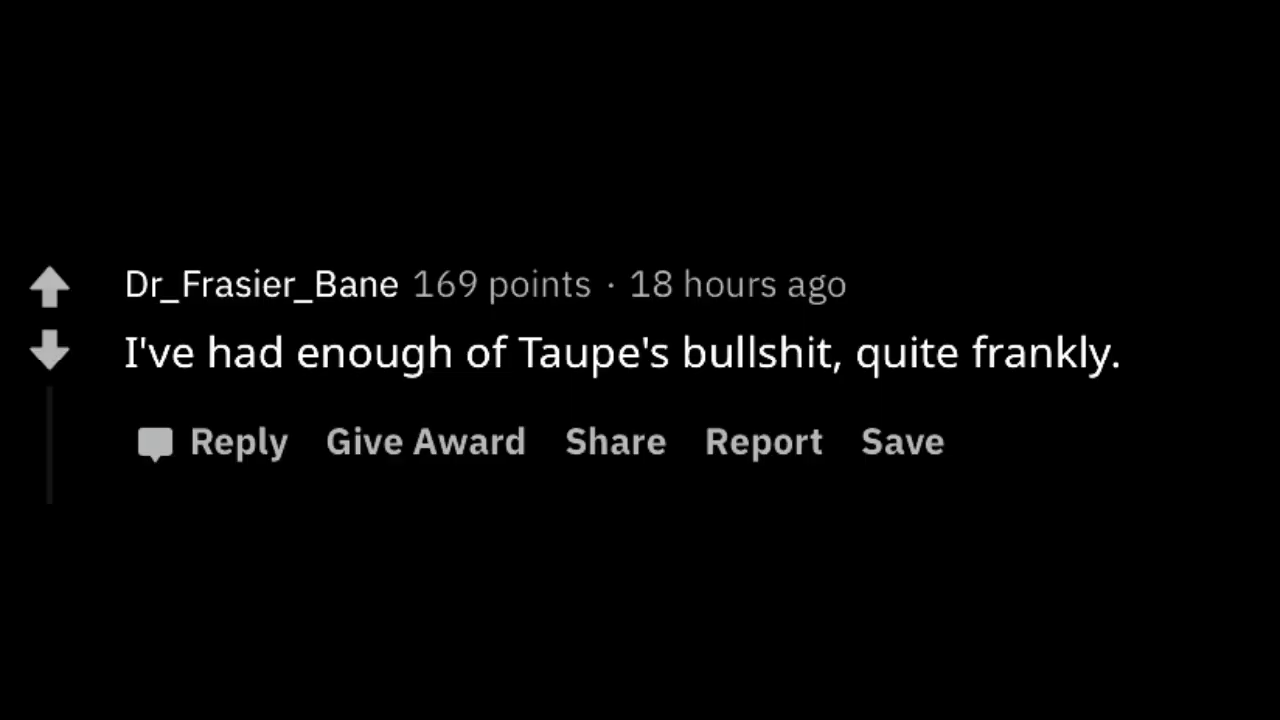 Dr_Frasier_Bane 169 points · 18 hours ago
I've had enough of Taupe's bullshit, quite frankly.
Reply Give Award Share Report Save